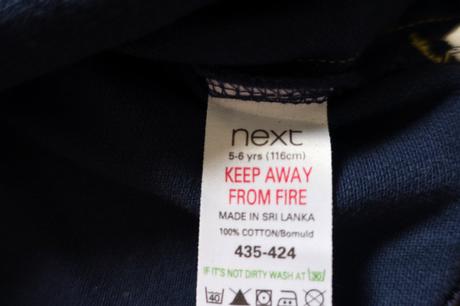 next
5-6 yrs (116cm)
KEEP AWAY
FROM FIRE
MADE IN SRI LANKA
100% COTTON/Bomuld
435-424
IF IT'S NOT DIRTY WASH AT 30
40